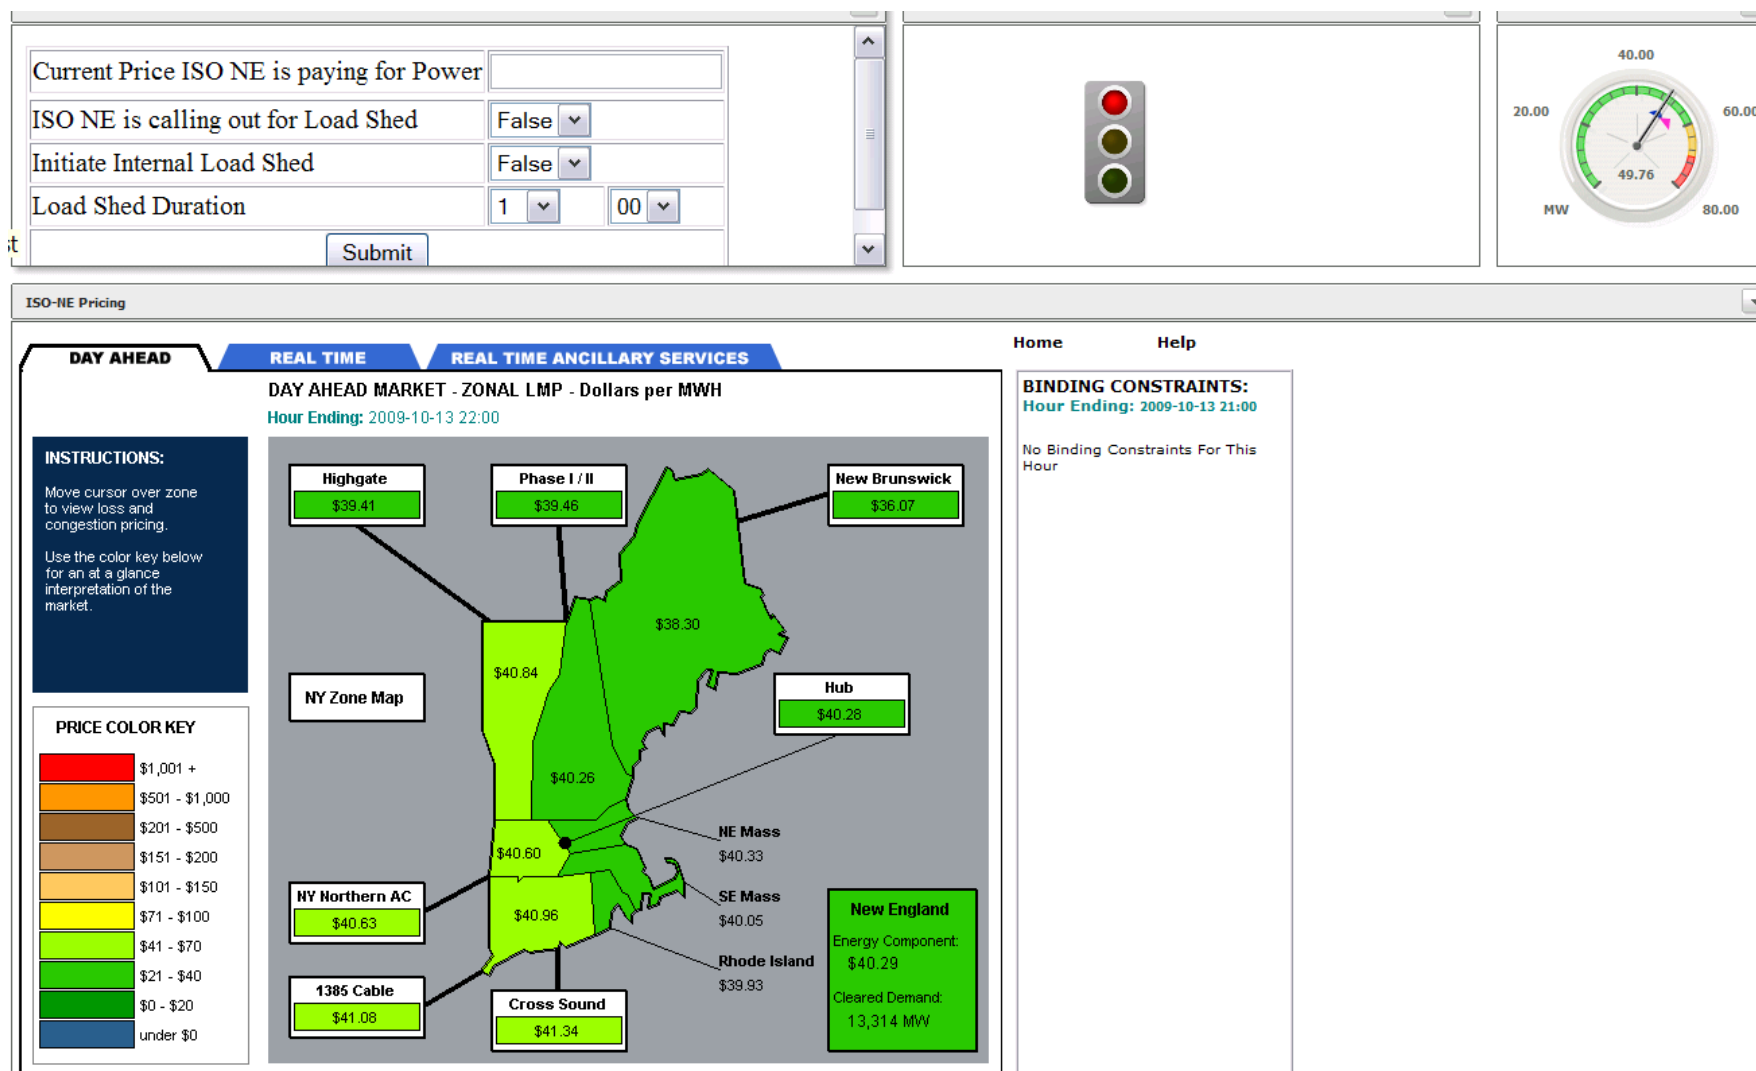 Current Price ISO NE is paying for Power
ISO NE is calling out for Load Shed False
Initiate Internal Load Shed False
Load Shed Duration 1 00
st
Submit
40.00
20.00 60.00
49.76
MW 80.00
ISO-NE Pricing
DAY AHEAD REAL TIME REAL TIME ANCILLARY SERVICES
Home Help
DAY AHEAD MARKET - ZONAL LMP - Dollars per MWH
Hour Ending: 2009-10-13 22:00
BINDING CONSTRAINTS:
Hour Ending: 2009-10-13 21:00
No Binding Constraints For This
Hour
INSTRUCTIONS:
Move cursor over zone
to view loss and
congestion pricing.
Use the color key below
for an at a glance
interpretation of the
market.
PRICE COLOR KEY
$1,001 +
$501 - $1,000
$201 - $500
$151 - $200
$101 - $150
$71 - $100
$41 - $70
$21 - $40
$0 - $20
under $0
Highgate
$39.41
Phase I / II
$39.46
New Brunswick
$36.07
$38.30
$40.84
NY Zone Map
Hub
$40.28
$40.26
NE Mass
$40.33
$40.60
NY Northern AC
$40.63
SE Mass
$40.05
$40.96
Rhode Island
$39.93
1385 Cable
$41.08
Cross Sound
$41.34
New England
Energy Component:
$40.29
Cleared Demand:
13,314 MW